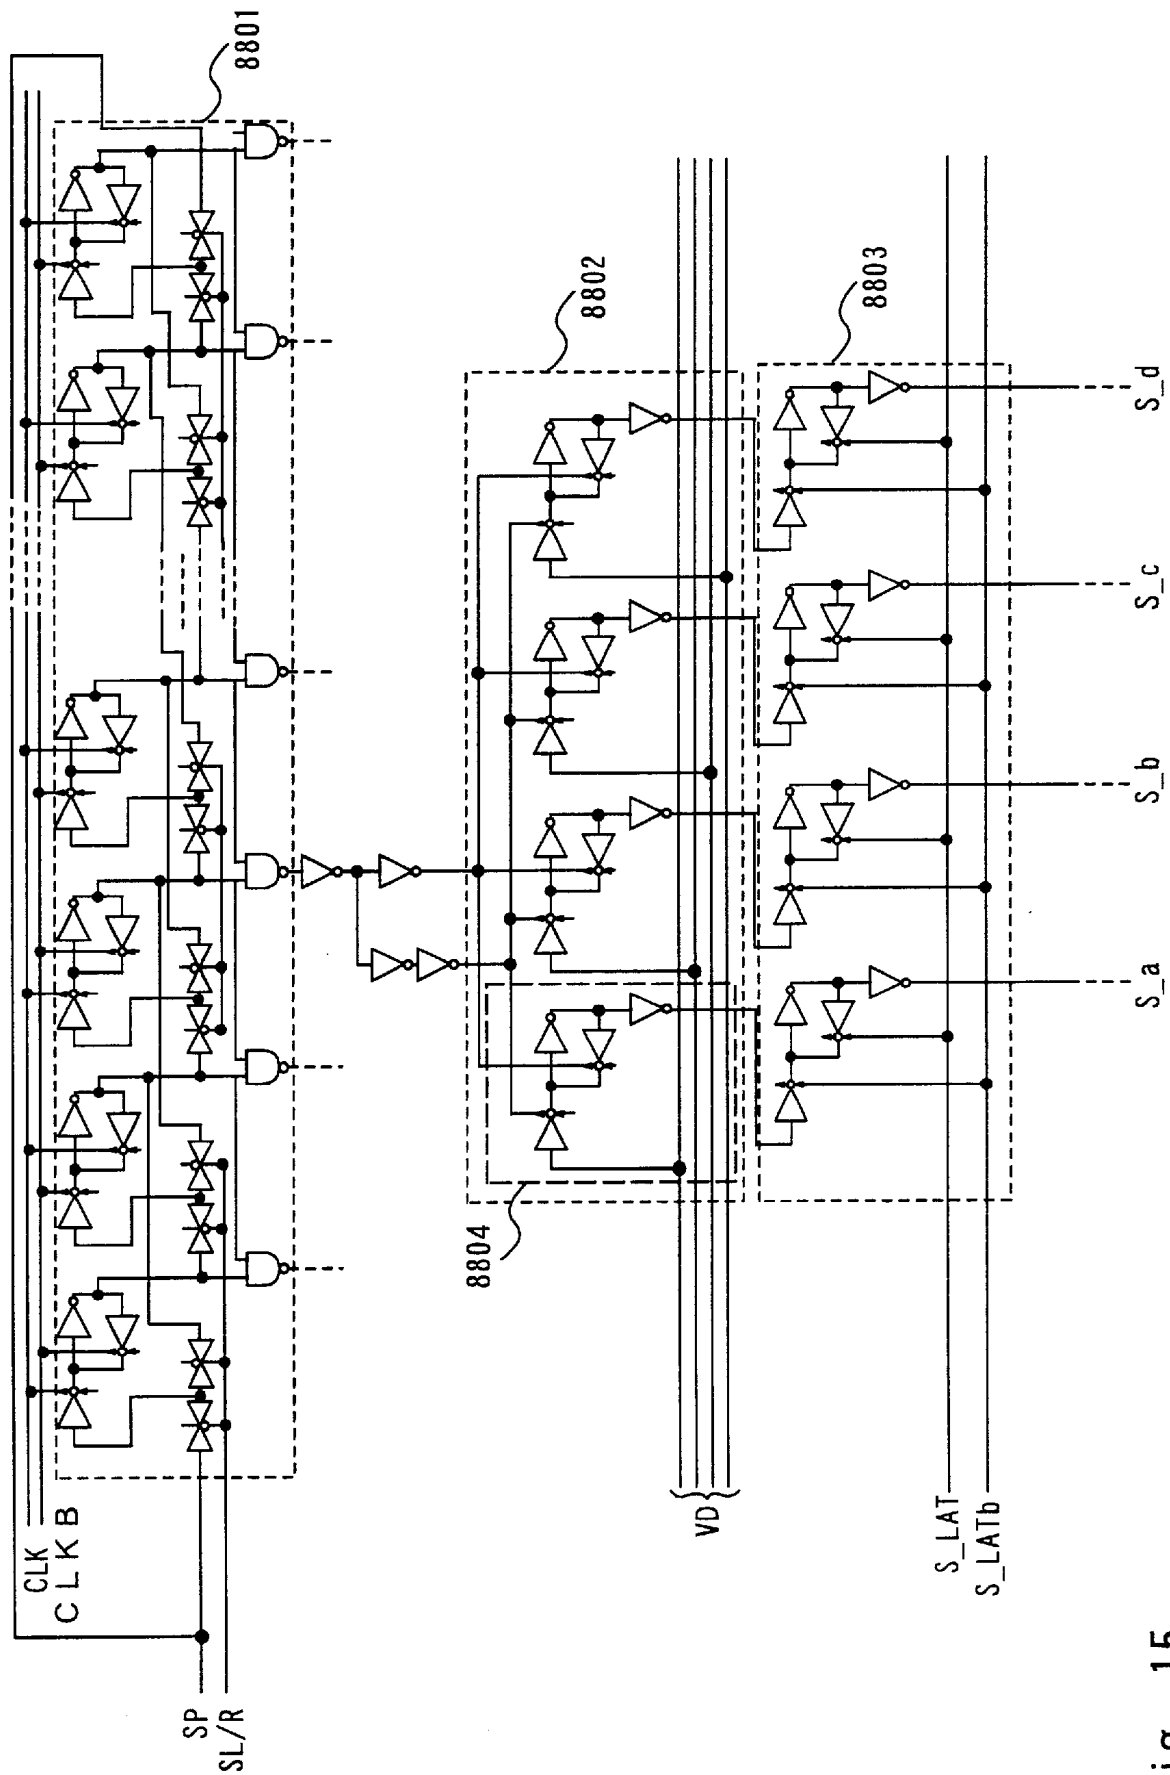 CLK
CLKB
SP
SL/R
8801
8802
8804
VD
8803
S_LAT
S_LATb
S_a
S_b
S_c
S_d